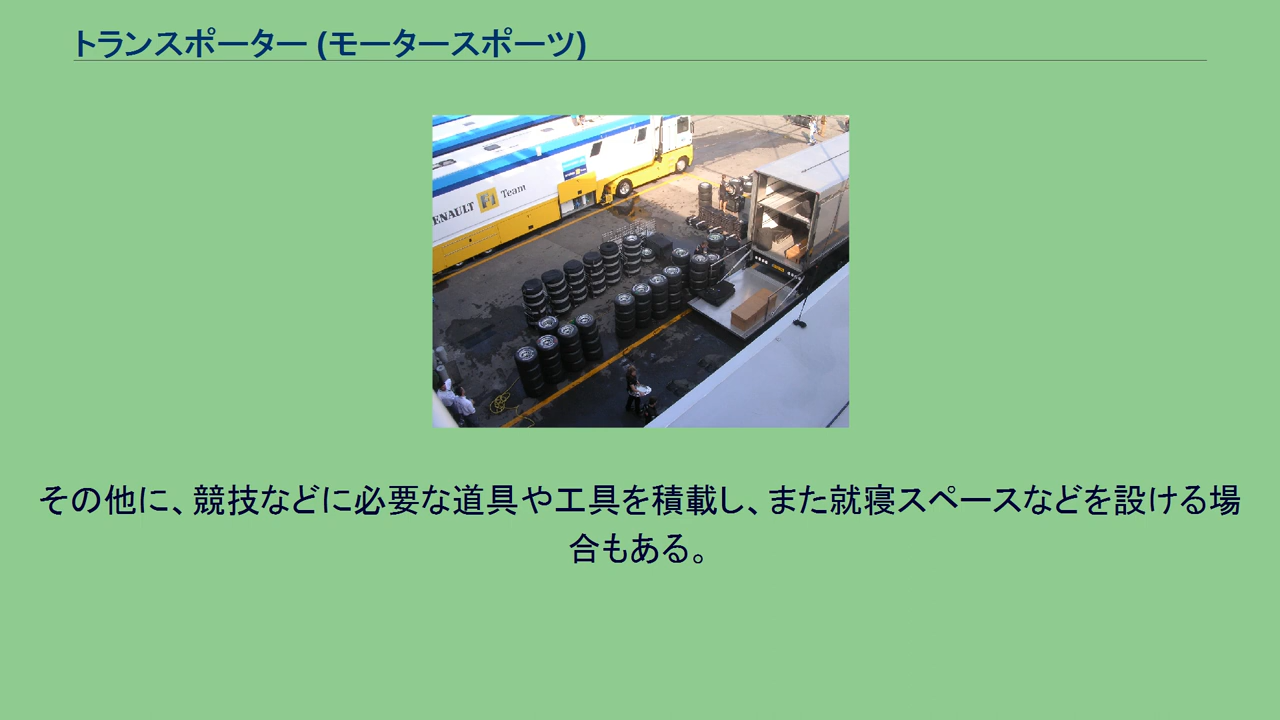 トランスポーター (モータースポーツ)
ENAULT Team
その他に、競技などに必要な道具や工具を積載し、また就寝スペースなどを設ける場
合もある。